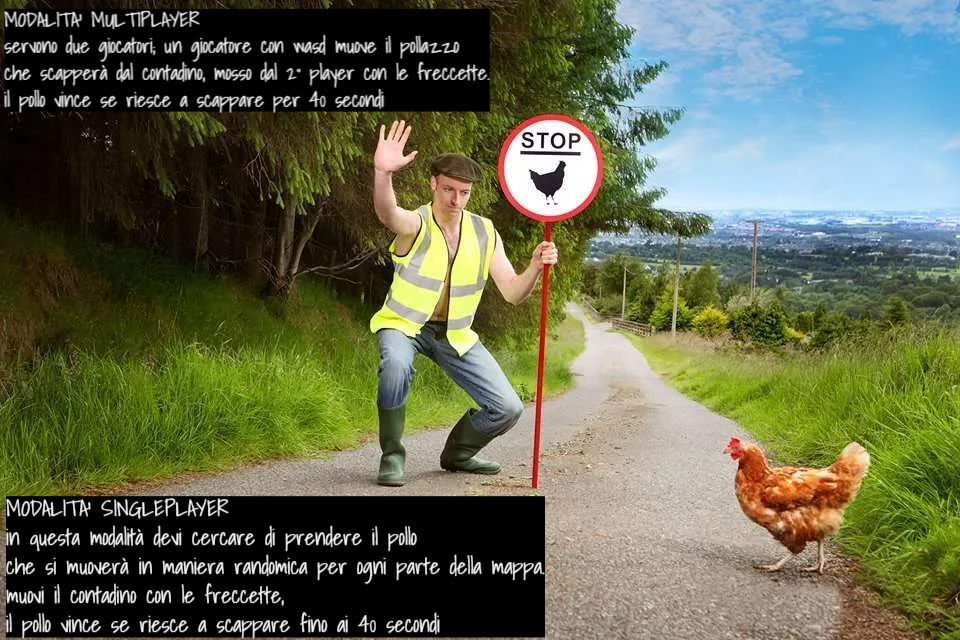 MODALITA' MULTIPLAYER
servono due giocatori, un giocatore con wasd muove il pollazzo
che scapperà dal contadino, mosso dal 2° player con le freccette.
il pollo vince se riesce a scappare per 40 secondi
STOP
MODALITA' SINGLEPLAYER
in questa modalità devi cercare di prendere il pollo
che si muoverà in maniera randomica per ogni parte della mappa.
muovi il contadino con le freccette,
il pollo vince se riesce a scappare fino ai 40 secondi